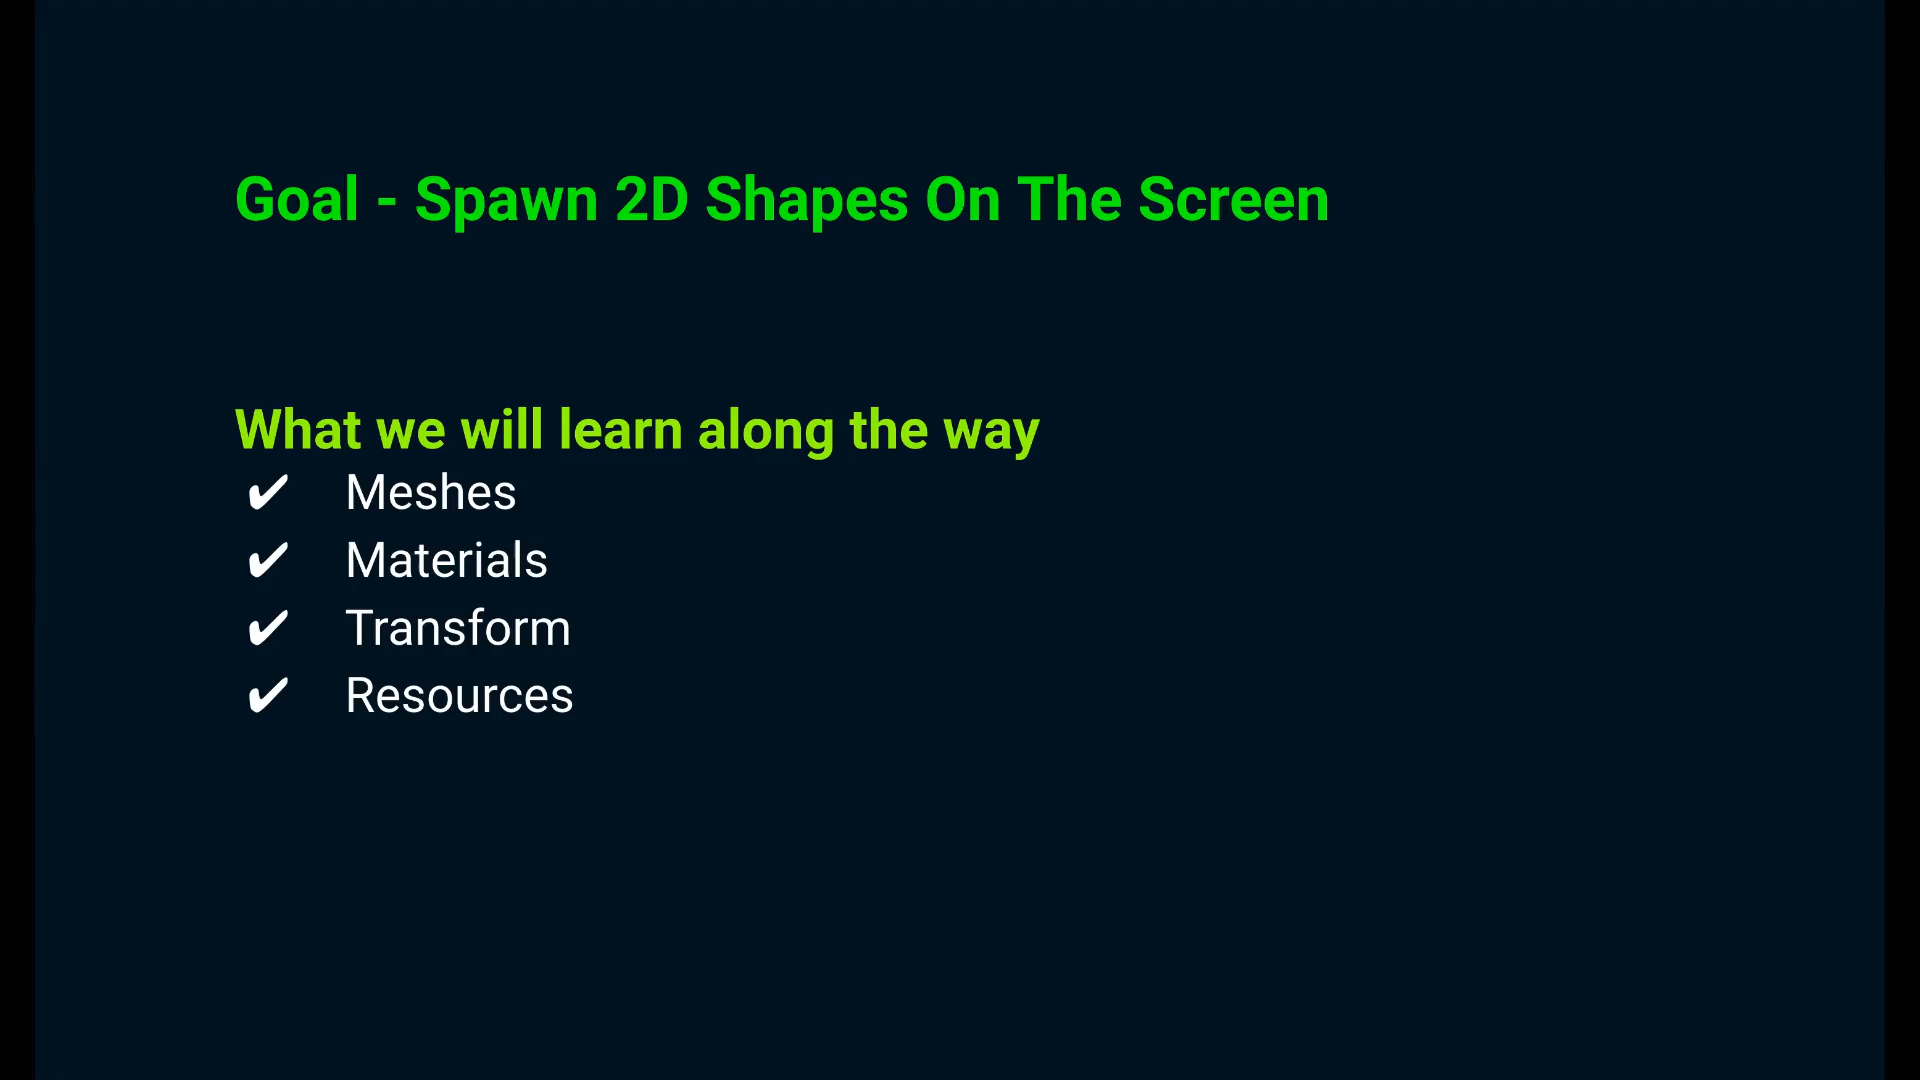 Goal - Spawn 2D Shapes On The Screen
What we will learn along the way
✔ Meshes
✔ Materials
✔ Transform
✔ Resources